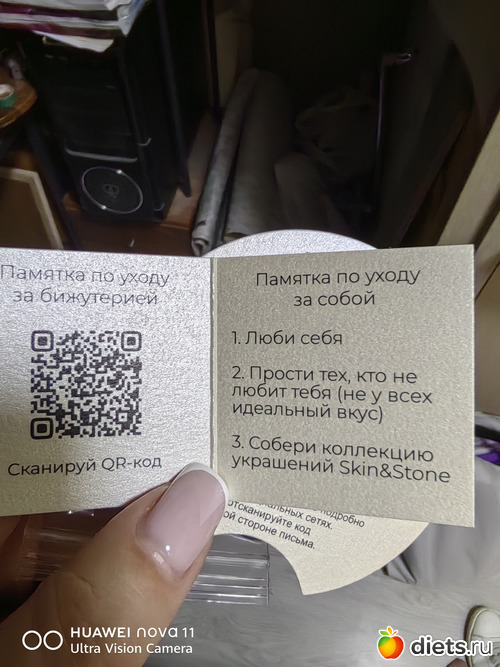 Памятка по уходу
за бижутерией
Сканируй QR-код
Памятка по уходу
за собой
1. Люби себя
2. Прости тех, кто не
любит тебя (не у всех
идеальный вкус)
3. Собери коллекцию
украшений Skin&Stone
сетях.
отсканируйте код
стороне письма.
HUAWEI nova 11
Ultra Vision Camera
diets.ru